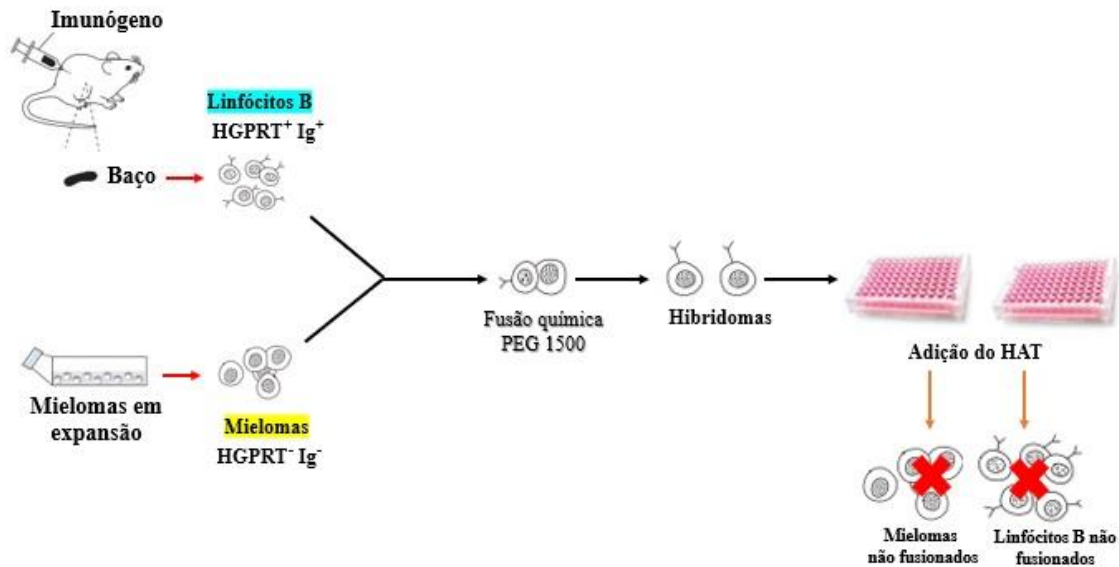 Imunógeno
Linfócitos B
HGPRT⁺ Ig⁺
Baço
Mielomas em
expansão
Mielomas
HGPRT⁻ Ig⁻
Fusão química
PEG 1500
Hibridomas
Adição do HAT
Mielomas
não fusionados
Linfócitos B não
fusionados